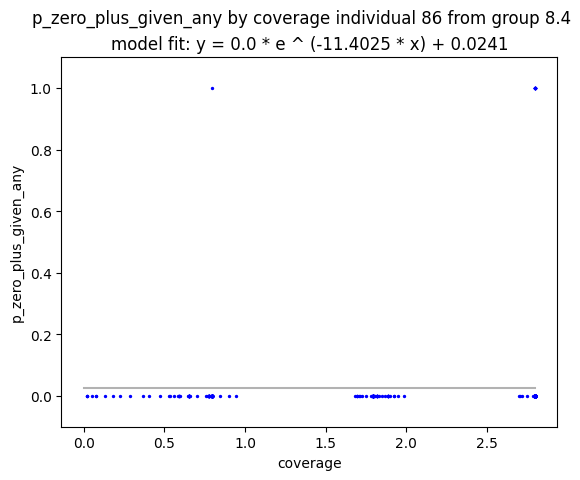 p_zero_plus_given_any by coverage individual 86 from group 8.4
model fit: y = 0.0 * e ^ (-11.4025 * x) + 0.0241
1.0
0.8
0.6
0.4
0.2
0.0
p_zero_plus_given_any
0.0 0.5 1.0 1.5 2.0 2.5
coverage